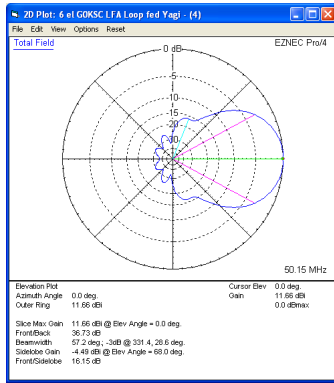 2D Plot: 6 el G0KSC LFA Loop fed Yagi - (4)
File Edit View Options Reset
Total Field
EZNEC Pro/4
0 dB
-5
-10
-15
-20
-30
50.15 MHz
Elevation Plot
Cursor Elev 0.0 deg.
Azimuth Angle 0.0 deg.
Gain 11.66 dBi
Outer Ring 11.66 dBi
0.0 dBmax
Slice Max Gain 11.66 dBi @ Elev Angle = 0.0 deg.
Front/Back 36.73 dB
Beamwidth 57.2 deg.; -3dB @ 331.4, 28.6 deg.
Sidelobe Gain -4.49 dBi @ Elev Angle = 68.0 deg.
Front/Sidelobe 16.15 dB